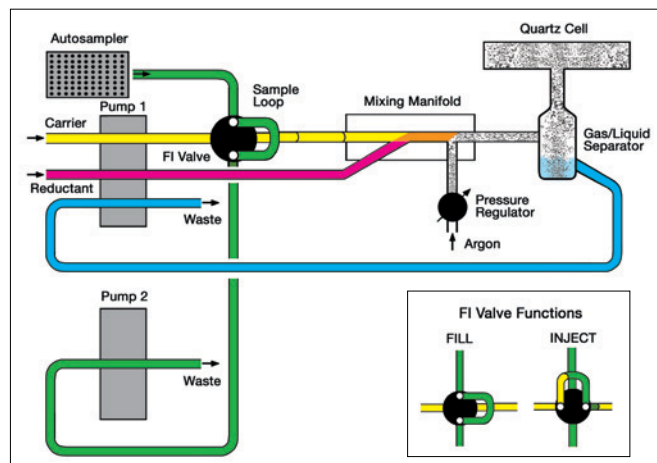 Autosampler
Quartz Cell
Sample
Loop
Mixing Manifold
Pump 1
Carrier
FI Valve
Gas/Liquid
Separator
Reductant
Waste
Pressure
Regulator
Argon
Pump 2
Waste
FI Valve Functions
FILL
INJECT